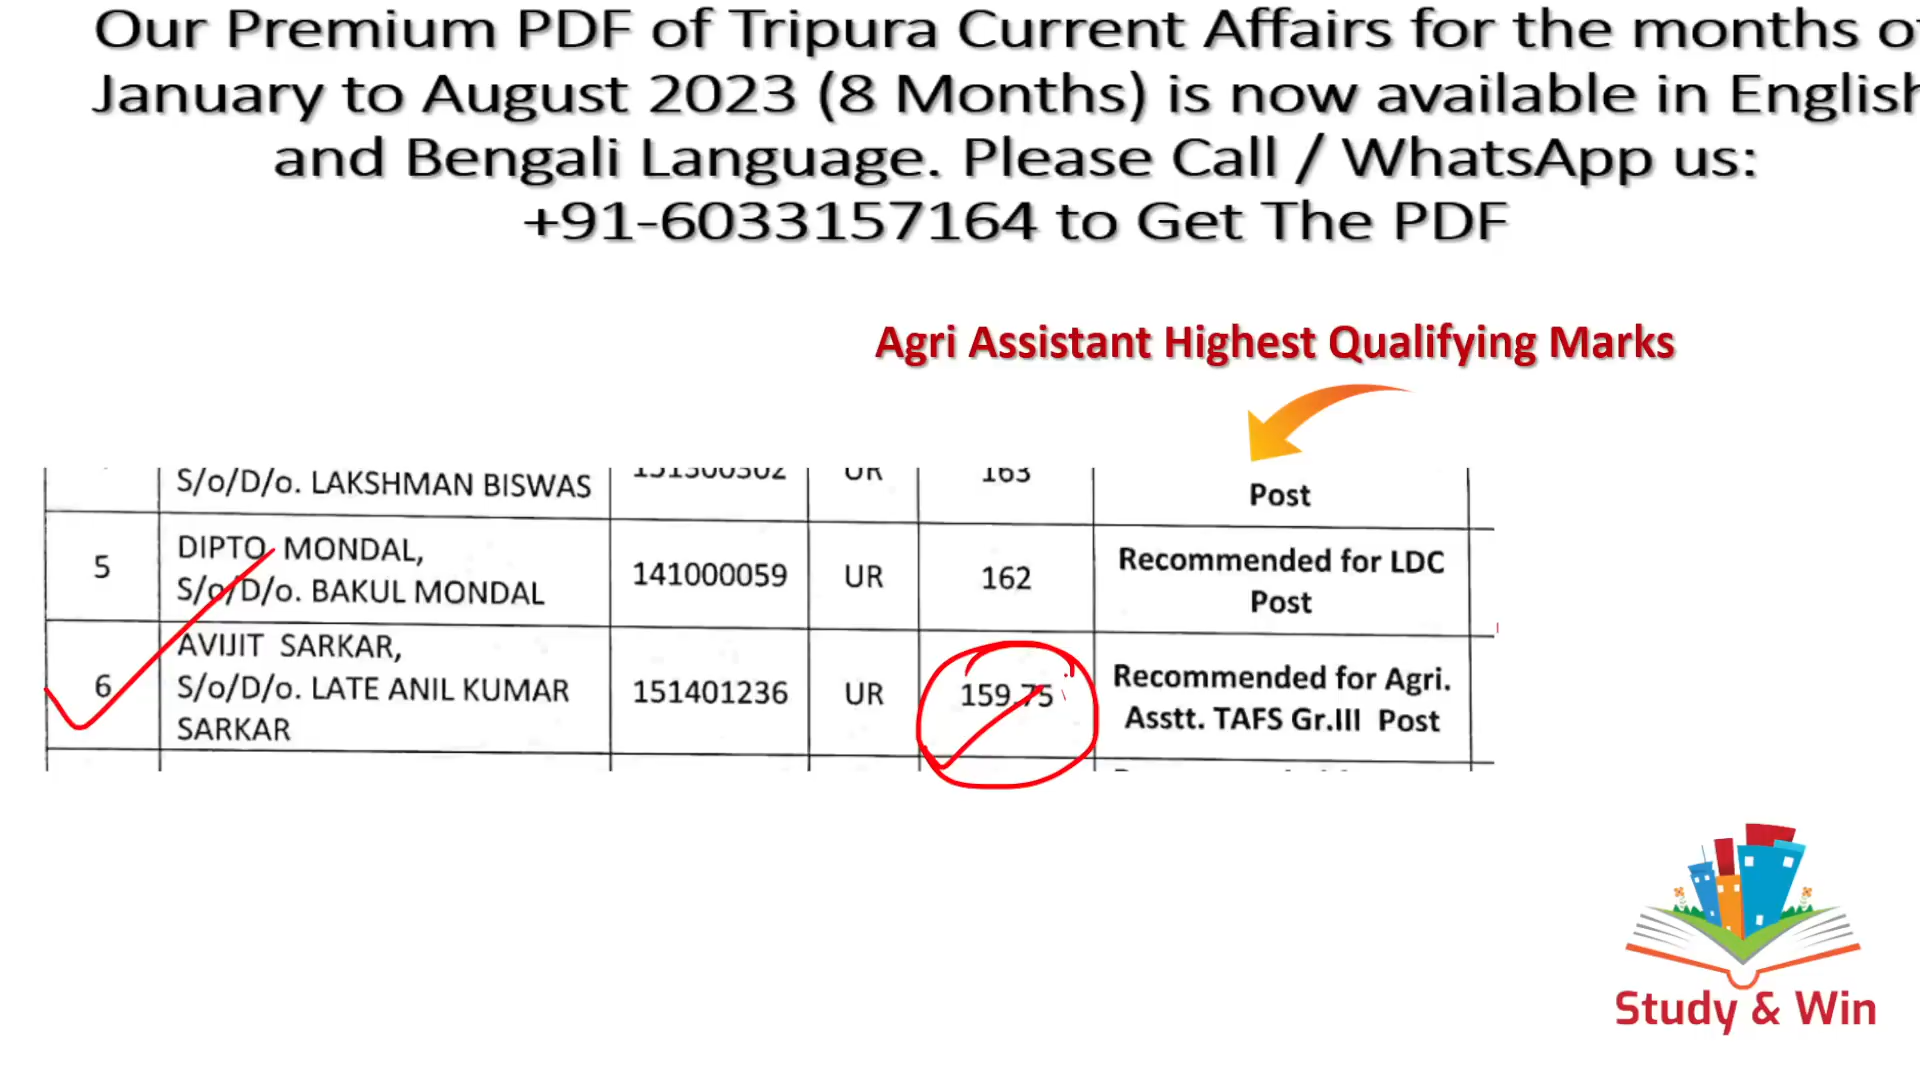 Our Premium PDF of Tripura Current Affairs for the months of
January to August 2023 (8 Months) is now available in English
and Bengali Language. Please Call / WhatsApp us:
+91-6033157164 to Get The PDF
Agri Assistant Highest Qualifying Marks
S/o/D/o. LAKSHMAN BISWAS 151300302 UR 163 Post
5 DIPTO MONDAL, S/o/D/o. BAKUL MONDAL 141000059 UR 162 Recommended for LDC Post
6 AVIJIT SARKAR, S/o/D/o. LATE ANIL KUMAR SARKAR 151401236 UR 159.75 Recommended for Agri. Asstt. TAFS Gr.III Post
Study & Win